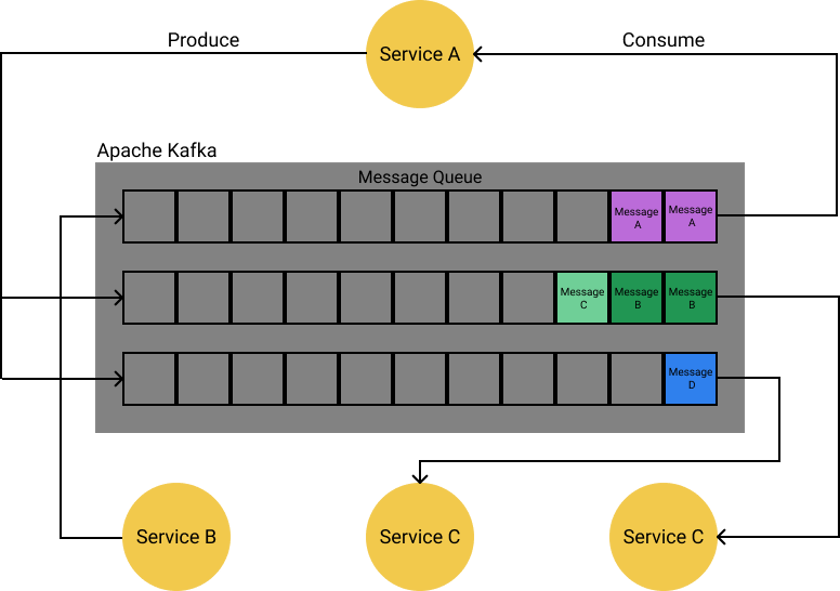 Produce
Service A
Consume
Apache Kafka
Message Queue
Message
A
Message
A
Message
C
Message
B
Message
B
Message
D
Service B
Service C
Service C